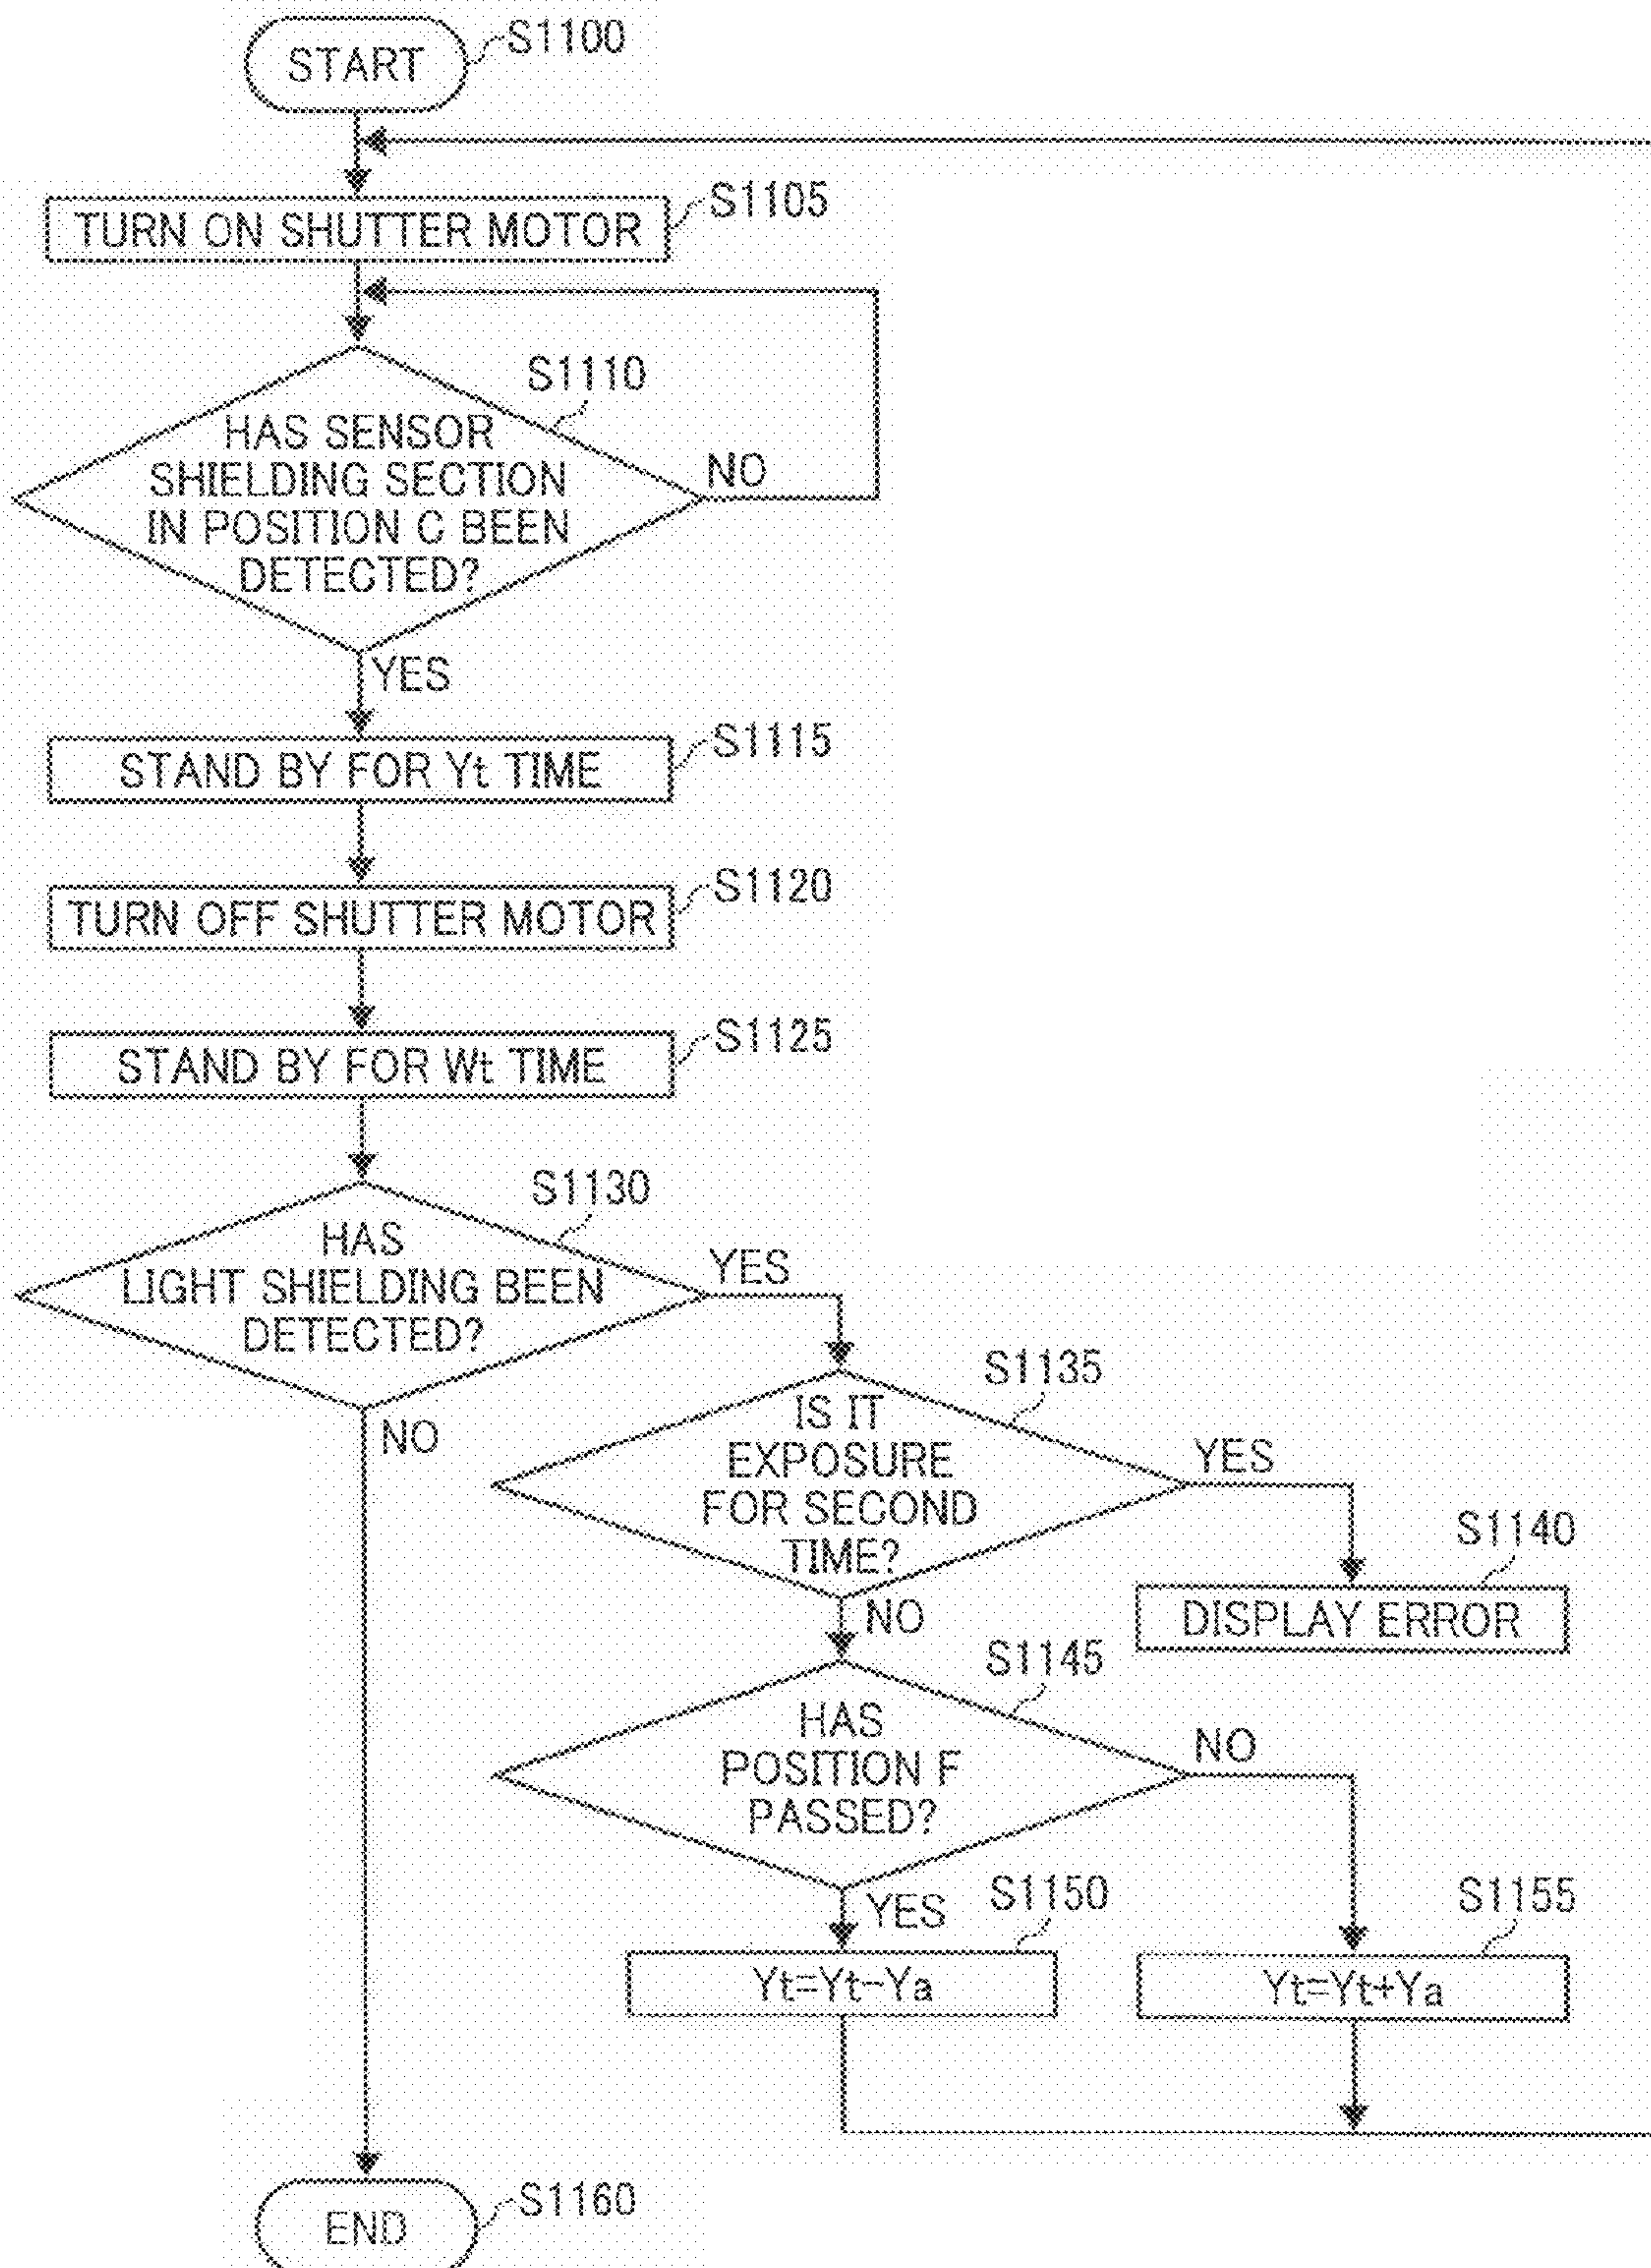 START
S1100
TURN ON SHUTTER MOTOR
S1105
S1110
HAS SENSOR
SHIELDING SECTION
IN POSITION C BEEN
DETECTED?
NO
YES
STAND BY FOR Yt TIME
S1115
TURN OFF SHUTTER MOTOR
S1120
STAND BY FOR Wt TIME
S1125
S1130
HAS
LIGHT SHIELDING BEEN
DETECTED?
YES
NO
S1135
IS IT
EXPOSURE
FOR SECOND
TIME?
YES
NO
S1140
DISPLAY ERROR
S1145
HAS
POSITION F
PASSED?
NO
YES
S1150
Yt=Yt-Ya
S1155
Yt=Yt+Ya
END
S1160